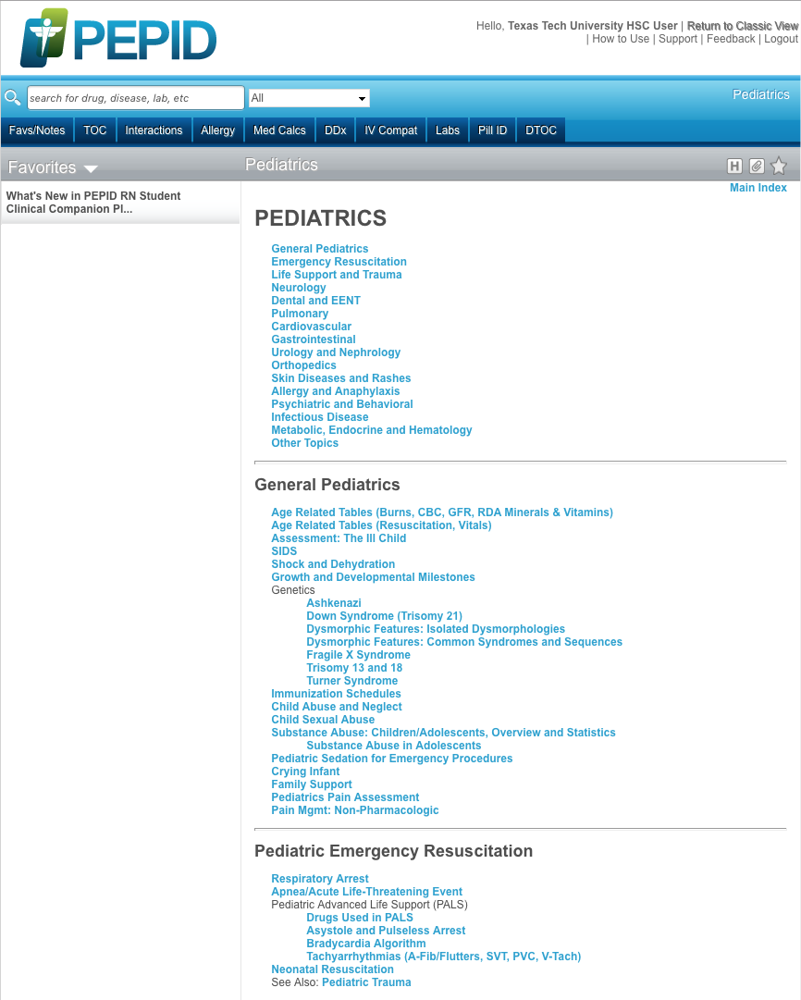 PEPID
Hello, Texas Tech University HSC User | Return to Classic View
| How to Use | Support | Feedback | Logout
search for drug, disease, lab, etc
All
Pediatrics
Favs/Notes TOC Interactions Allergy Med Calcs DDx IV Compat Labs Pill ID DTOC
Favorites
Pediatrics
H
Main Index
What's New in PEPID RN Student
Clinical Companion Pl...
PEDIATRICS
General Pediatrics
Emergency Resuscitation
Life Support and Trauma
Neurology
Dental and EENT
Pulmonary
Cardiovascular
Gastrointestinal
Urology and Nephrology
Orthopedics
Skin Diseases and Rashes
Allergy and Anaphylaxis
Psychiatric and Behavioral
Infectious Disease
Metabolic, Endocrine and Hematology
Other Topics
General Pediatrics
Age Related Tables (Burns, CBC, GFR, RDA Minerals & Vitamins)
Age Related Tables (Resuscitation, Vitals)
Assessment: The Ill Child
SIDS
Shock and Dehydration
Growth and Developmental Milestones
Genetics
Ashkenazi
Down Syndrome (Trisomy 21)
Dysmorphic Features: Isolated Dysmorphologies
Dysmorphic Features: Common Syndromes and Sequences
Fragile X Syndrome
Trisomy 13 and 18
Turner Syndrome
Immunization Schedules
Child Abuse and Neglect
Child Sexual Abuse
Substance Abuse: Children/Adolescents, Overview and Statistics
Substance Abuse in Adolescents
Pediatric Sedation for Emergency Procedures
Crying Infant
Family Support
Pediatrics Pain Assessment
Pain Mgmt: Non-Pharmacologic
Pediatric Emergency Resuscitation
Respiratory Arrest
Apnea/Acute Life-Threatening Event
Pediatric Advanced Life Support (PALS)
Drugs Used in PALS
Asystole and Pulseless Arrest
Bradycardia Algorithm
Tachyarrhythmias (A-Fib/Flutters, SVT, PVC, V-Tach)
Neonatal Resuscitation
See Also: Pediatric Trauma